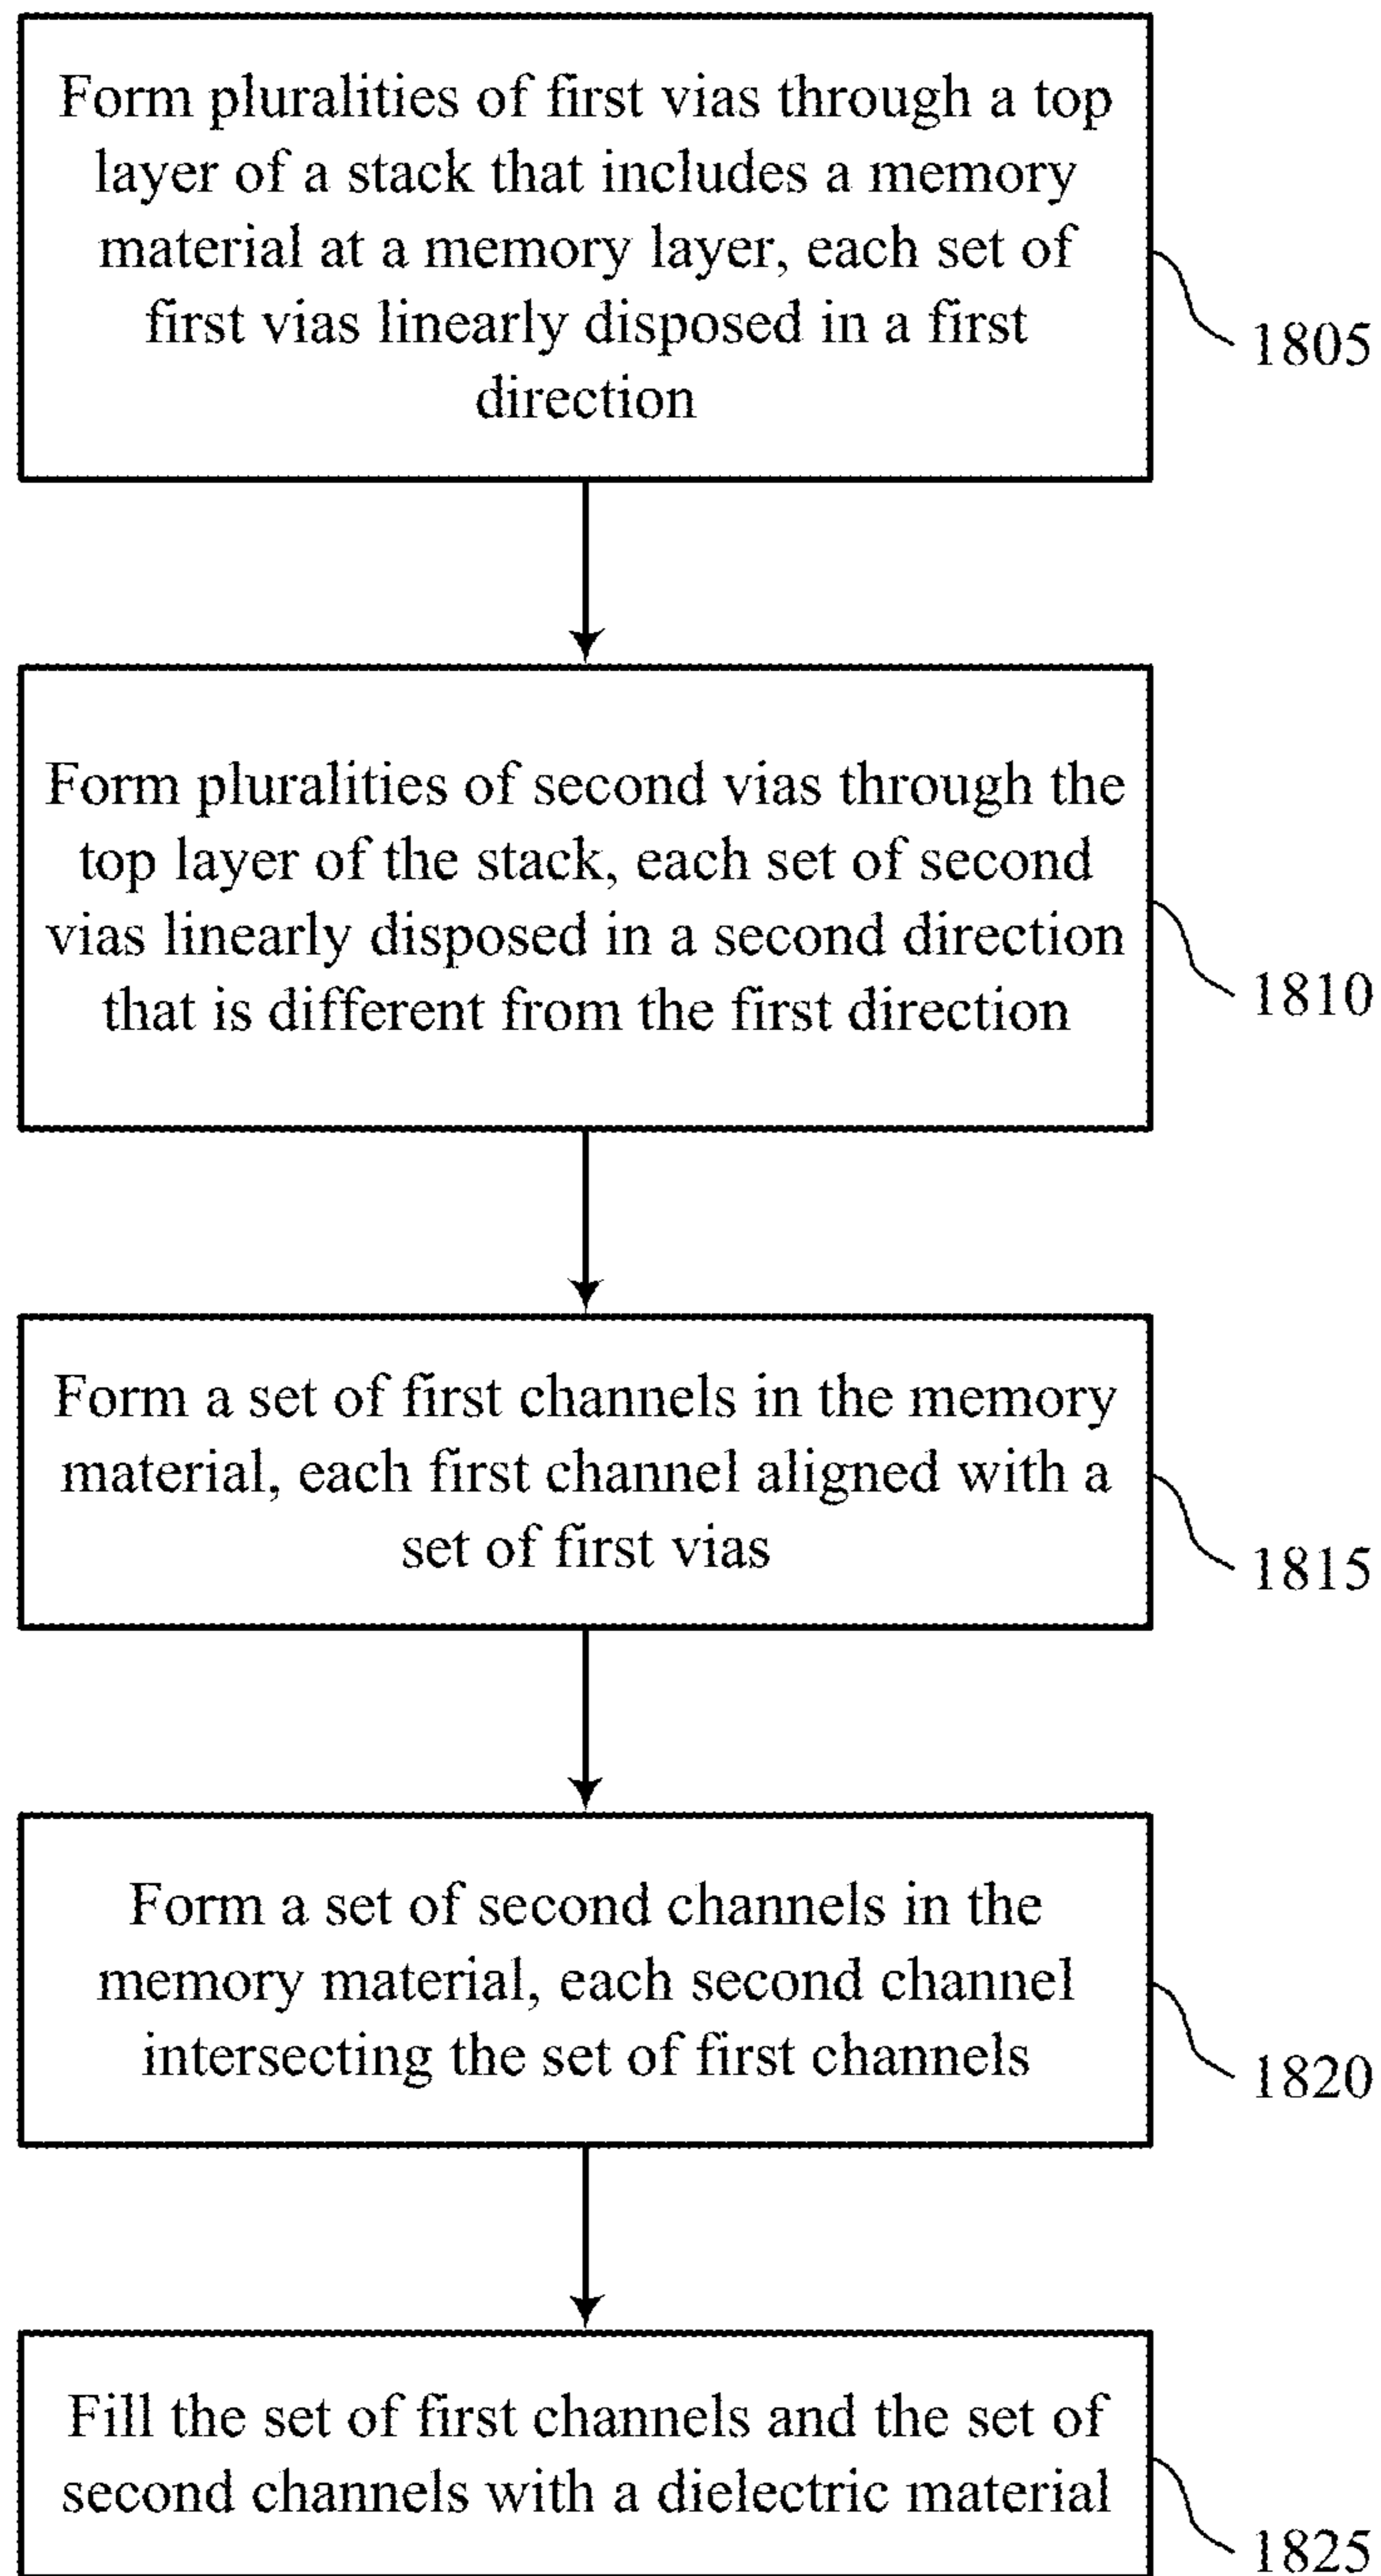 Form pluralities of first vias through a top
layer of a stack that includes a memory
material at a memory layer, each set of
first vias linearly disposed in a first
direction
1805
Form pluralities of second vias through the
top layer of the stack, each set of second
vias linearly disposed in a second direction
that is different from the first direction
1810
Form a set of first channels in the memory
material, each first channel aligned with a
set of first vias
1815
Form a set of second channels in the
memory material, each second channel
intersecting the set of first channels
1820
Fill the set of first channels and the set of
second channels with a dielectric material
1825